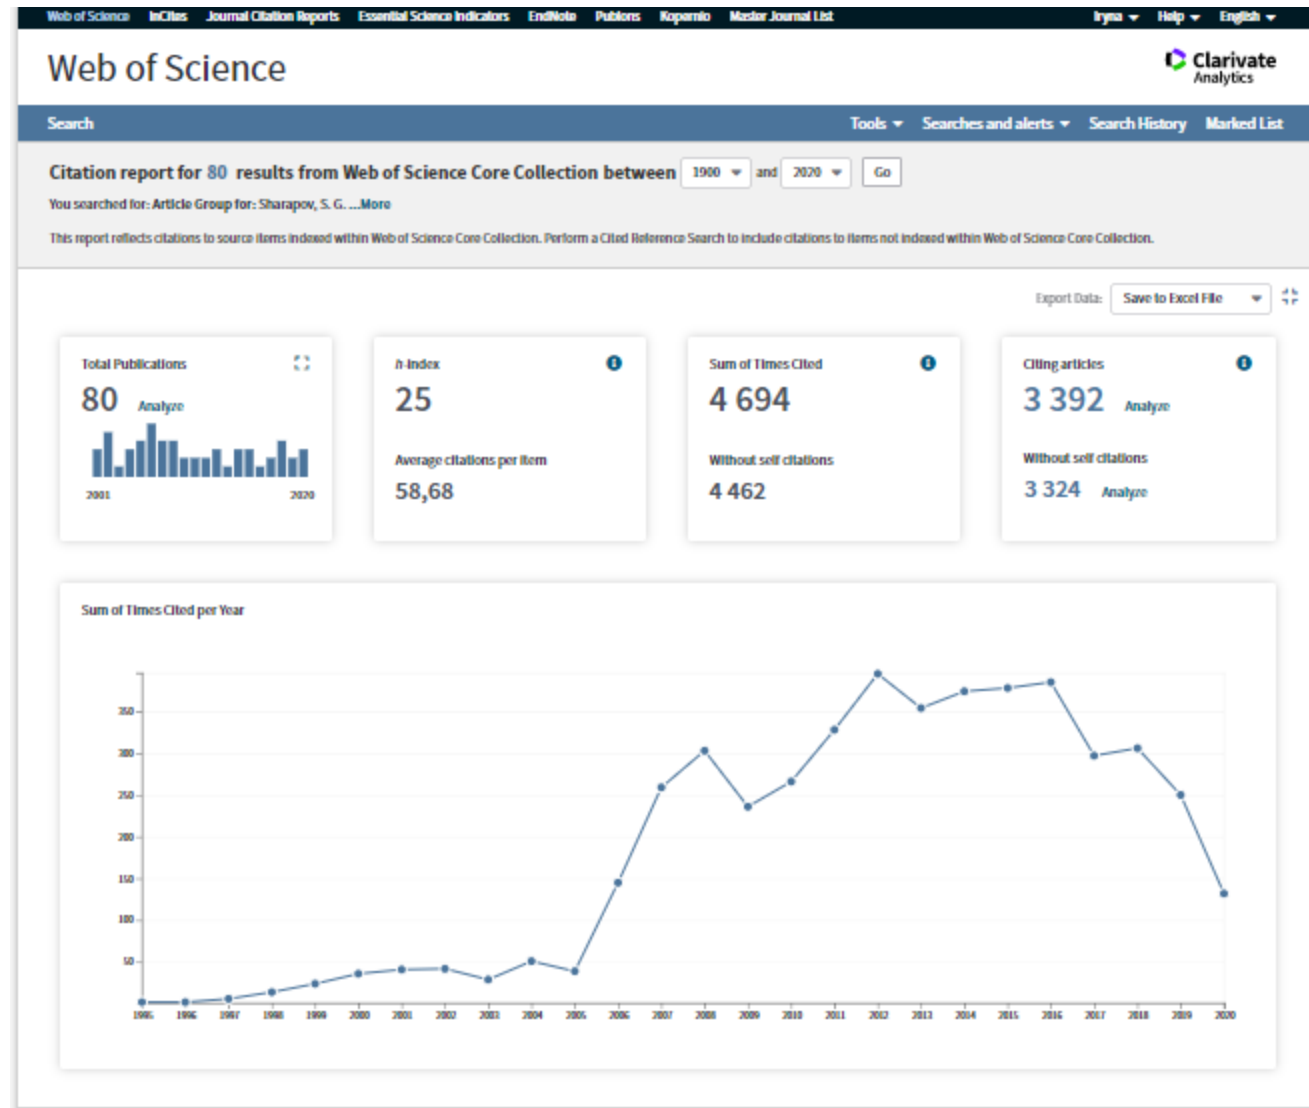 Web of Science InCites Journal Citation Reports Essential Science Indicators EndNote Publons Kopernio Master Journal List Iryna Help English
Web of Science
Clarivate
Analytics
Search Tools Searches and alerts Search History Marked List
Citation report for 80 results from Web of Science Core Collection between 1900 and 2020 Go
You searched for: Article Group for: Sharapov, S. G. ...More
This report reflects citations to source items indexed within Web of Science Core Collection. Perform a Cited Reference Search to include citations to items not indexed within Web of Science Core Collection.
Export Data: Save to Excel File
Total Publications
80 Analyze
2001 2020
h-index
25
Average citations per item
58,68
Sum of Times Cited
4 694
Without self citations
4 462
Citing articles
3 392 Analyze
Without self citations
3 324 Analyze
Sum of Times Cited per Year
350
300
250
200
150
100
50
1995 1996 1997 1998 1999 2000 2001 2002 2003 2004 2005 2006 2007 2008 2009 2010 2011 2012 2013 2014 2015 2016 2017 2018 2019 2020